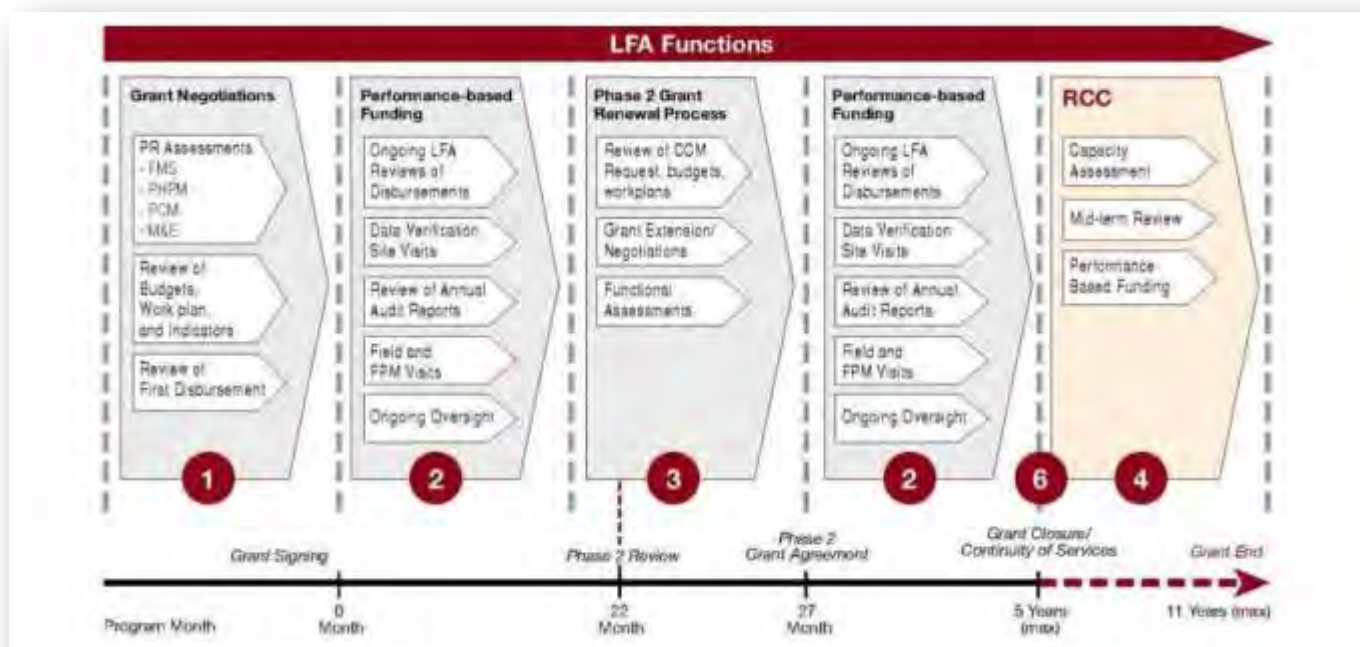 LFA Functions
Grant Negotiations
PR Assessments
- FMS
- PHPM
- PCM
- M&E
Review of
Budgets,
Work plan,
and Indicators
Review of
First Disbursement
1
Performance-based
Funding
Ongoing LFA
Reviews of
Disbursements
Data Verification
Site Visits
Review of Annual
Audit Reports
Field and
FPM Visits
Ongoing Oversight
2
Phase 2 Grant
Renewal Process
Review of CCM
Request, budgets,
workplans
Grant Extension/
Negotiations
Functional
Assessments
3
Performance-based
Funding
Ongoing LFA
Reviews of
Disbursements
Data Verification
Site Visits
Review of Annual
Audit Reports
Field and
FPM Visits
Ongoing Oversight
2
6
RCC
Capacity
Assessment
Mid-term Review
Performance
Based Funding
4
Grant Signing
Phase 2 Review
Phase 2
Grant Agreement
Grant Closure/
Continuity of Services
Grant End
Program Month
0
Month
22
Month
27
Month
5 Years
(max)
11 Years (max)